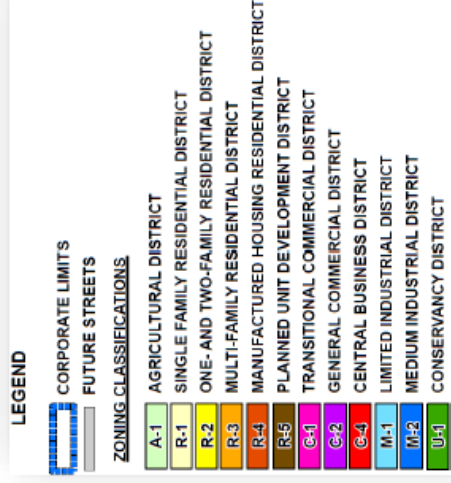 LEGEND
CORPORATE LIMITS
FUTURE STREETS
ZONING CLASSIFICATIONS
A-1 AGRICULTURAL DISTRICT
R-1 SINGLE FAMILY RESIDENTIAL DISTRICT
R-2 ONE- AND TWO-FAMILY RESIDENTIAL DISTRICT
R-3 MULTI-FAMILY RESIDENTIAL DISTRICT
R-4 MANUFACTURED HOUSING RESIDENTIAL DISTRICT
R-5 PLANNED UNIT DEVELOPMENT DISTRICT
C-1 TRANSITIONAL COMMERCIAL DISTRICT
C-2 GENERAL COMMERCIAL DISTRICT
C-4 CENTRAL BUSINESS DISTRICT
M-1 LIMITED INDUSTRIAL DISTRICT
M-2 MEDIUM INDUSTRIAL DISTRICT
U-1 CONSERVANCY DISTRICT